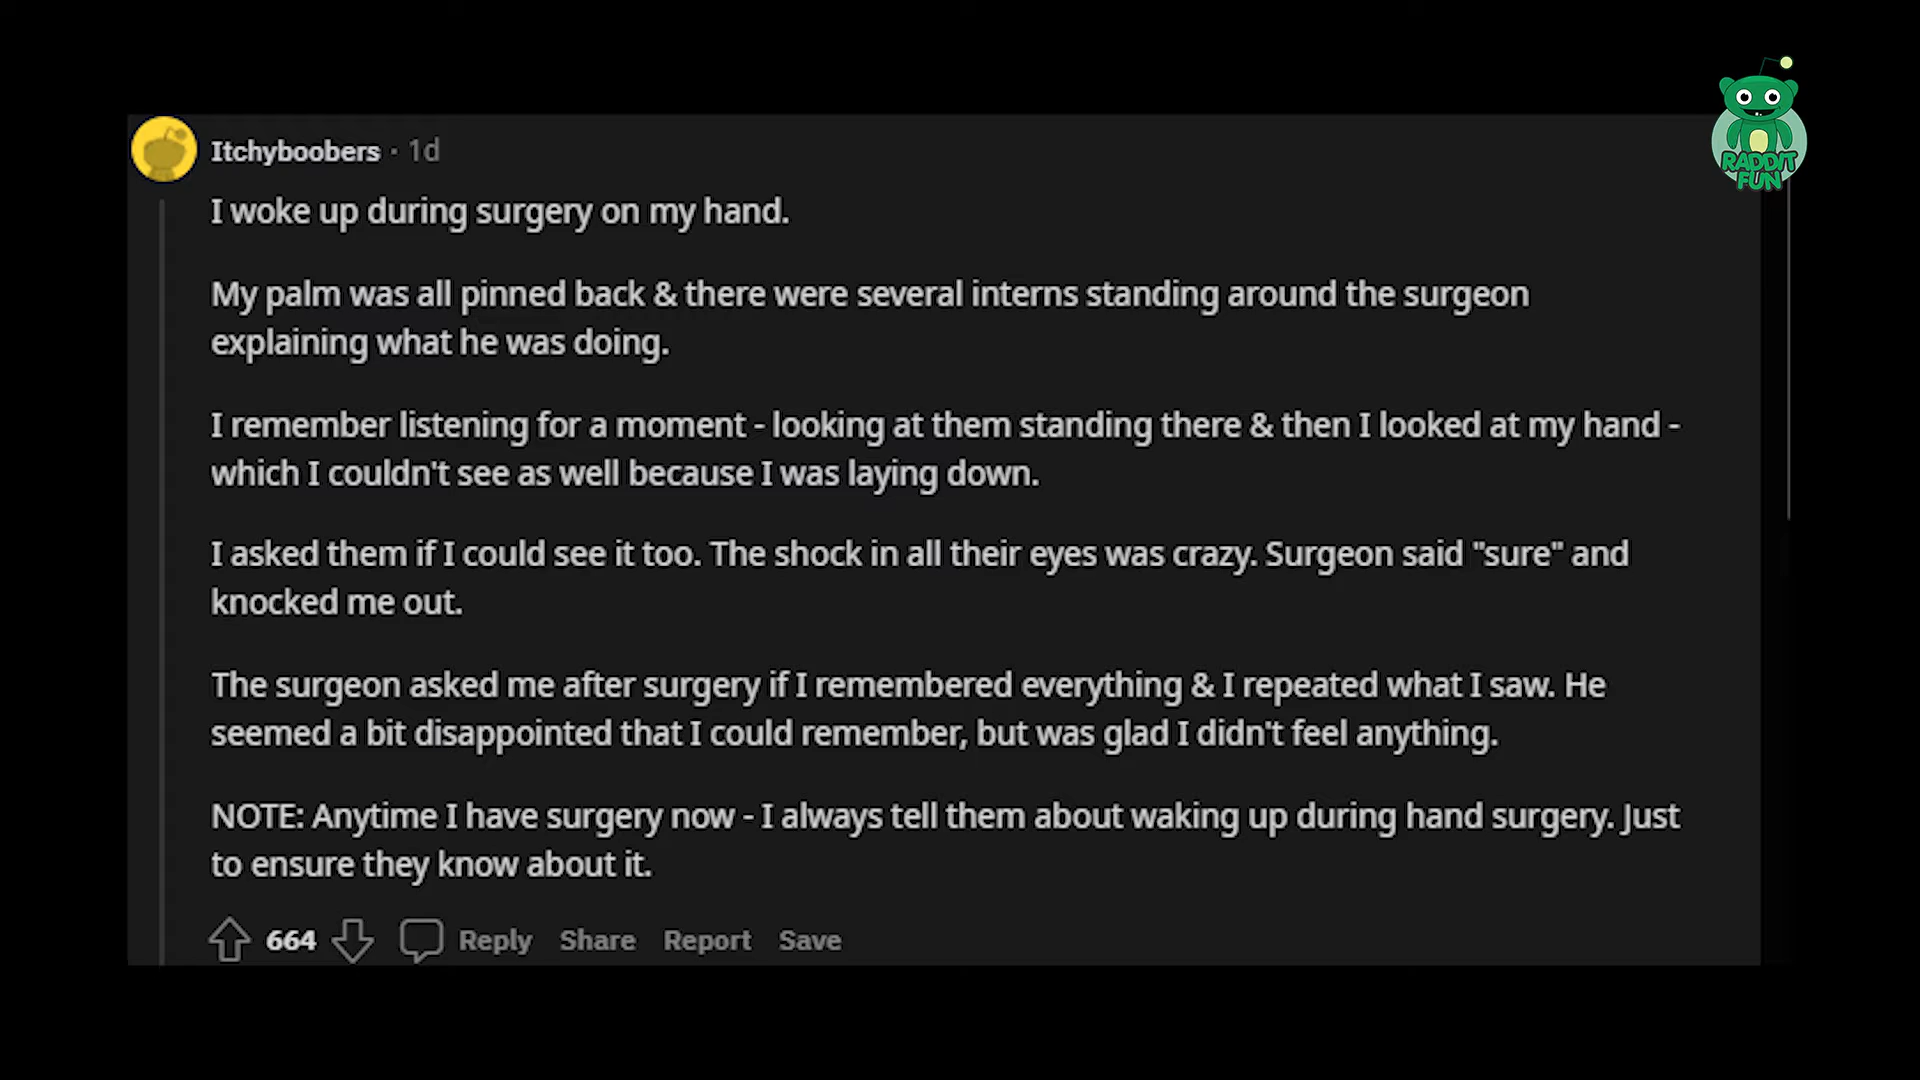 Itchyboobers · 1d
I woke up during surgery on my hand.
My palm was all pinned back & there were several interns standing around the surgeon
explaining what he was doing.
I remember listening for a moment - looking at them standing there & then I looked at my hand -
which I couldn't see as well because I was laying down.
I asked them if I could see it too. The shock in all their eyes was crazy. Surgeon said "sure" and
knocked me out.
The surgeon asked me after surgery if I remembered everything & I repeated what I saw. He
seemed a bit disappointed that I could remember, but was glad I didn't feel anything.
NOTE: Anytime I have surgery now - I always tell them about waking up during hand surgery. Just
to ensure they know about it.
664 Reply Share Report Save
RADDIT
FUN